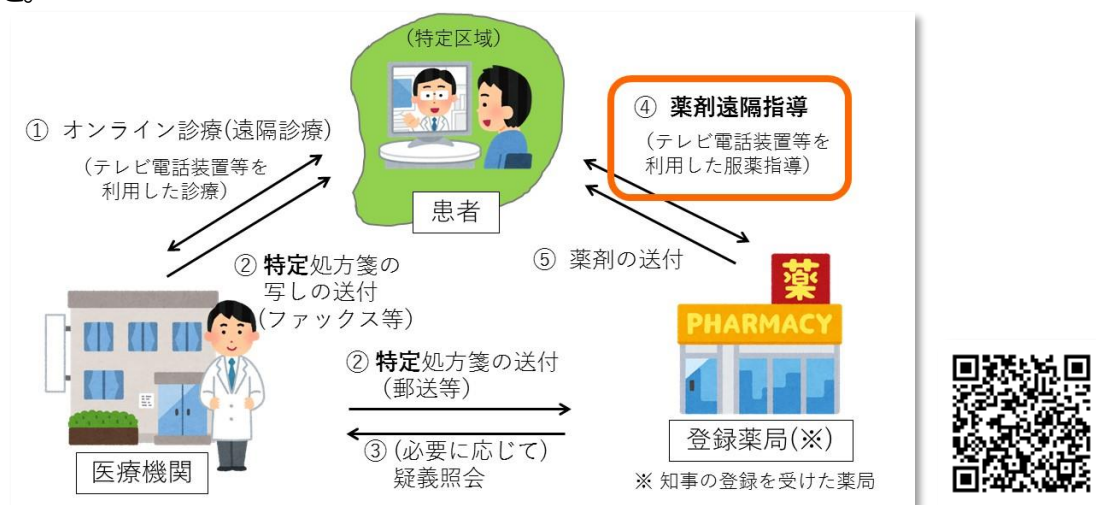 (特定区域)
① オンライン診療(遠隔診療)
(テレビ電話装置等を
利用した診療)
患者
④ 薬剤遠隔指導
(テレビ電話装置等を
利用した服薬指導)
② 特定処方箋の
写しの送付
(ファックス等)
⑤ 薬剤の送付
薬
PHARMACY
② 特定処方箋の送付
(郵送等)
③ (必要に応じて)
疑義照会
医療機関
登録薬局(※)
※ 知事の登録を受けた薬局